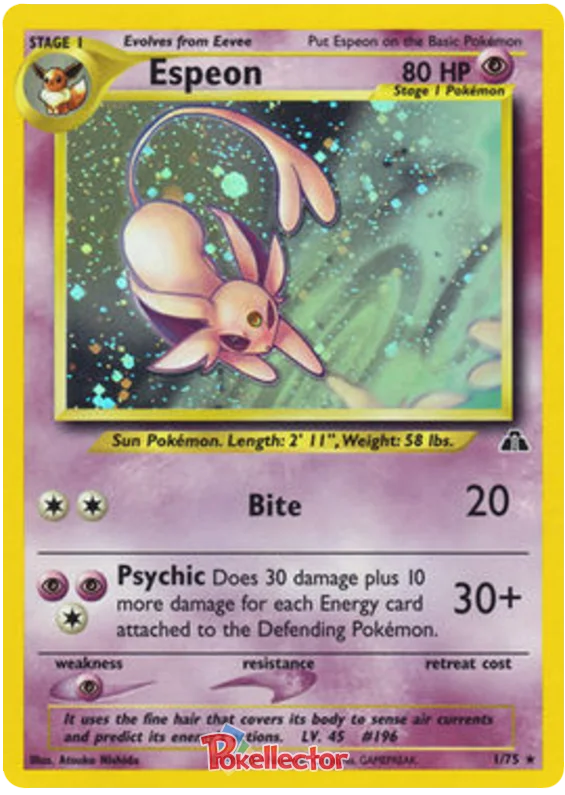 STAGE 1 Evolves from Eevee Put Espeon on the Basic Pokémon
Espeon 80 HP
Stage 1 Pokémon
Sun Pokémon. Length: 2' 11", Weight: 58 lbs.
Bite 20
Psychic Does 30 damage plus 10
more damage for each Energy card
attached to the Defending Pokémon.
30+
weakness resistance retreat cost
It uses the fine hair that covers its body to sense air currents
and predict its LV. 45 #196
Pokellector
Illus. Atsuko Nishida GAMEFREAK. 1/75 ★